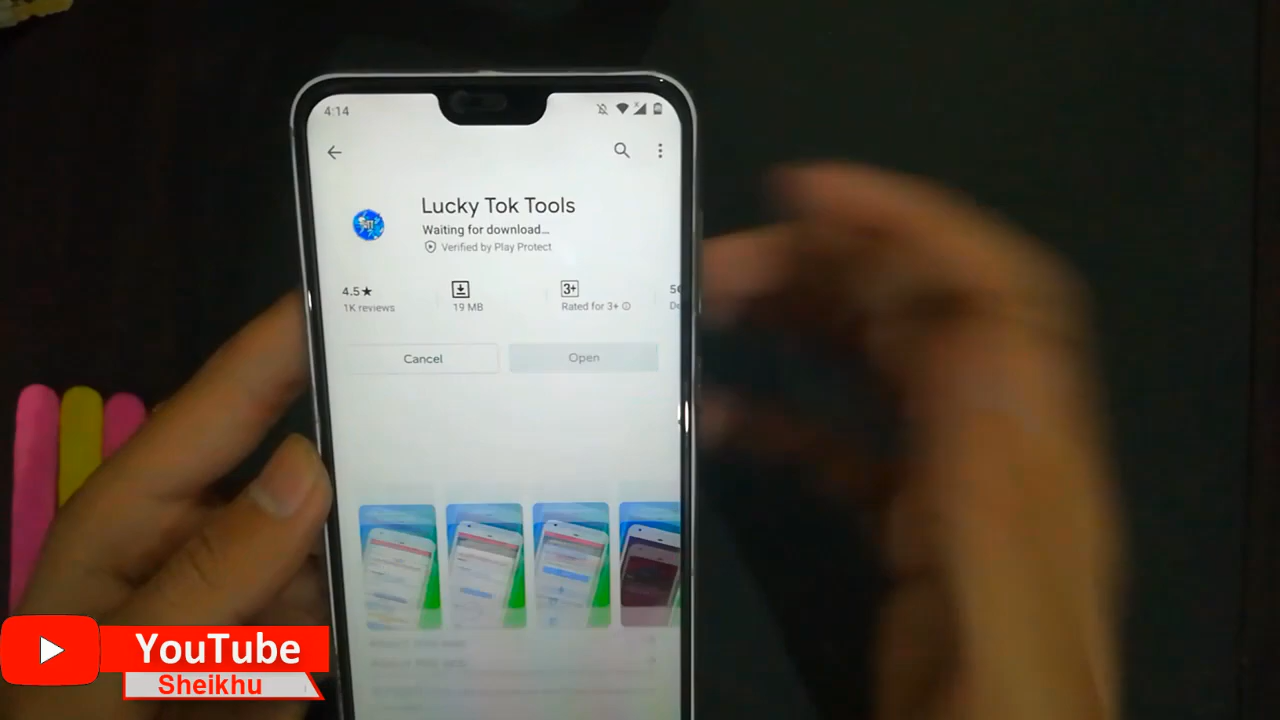 4:14
Lucky Tok Tools
Waiting for download...
Verified by Play Protect
4.5★
1K reviews
19 MB
3+
Rated for 3+
Cancel
Open
YouTube
Sheikhu